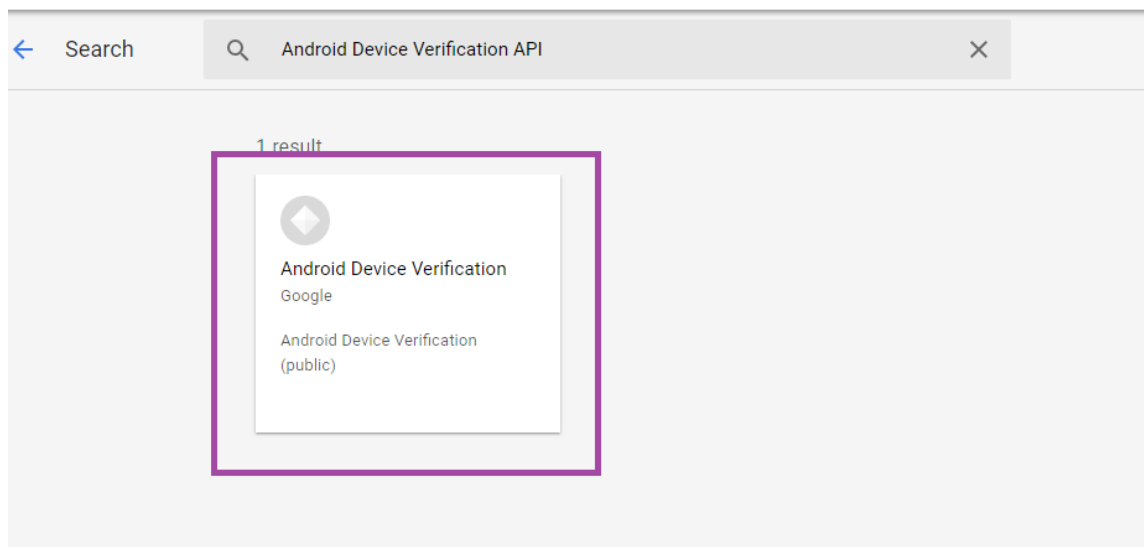 Search
Android Device Verification API
1 result
Android Device Verification
Google
Android Device Verification
(public)